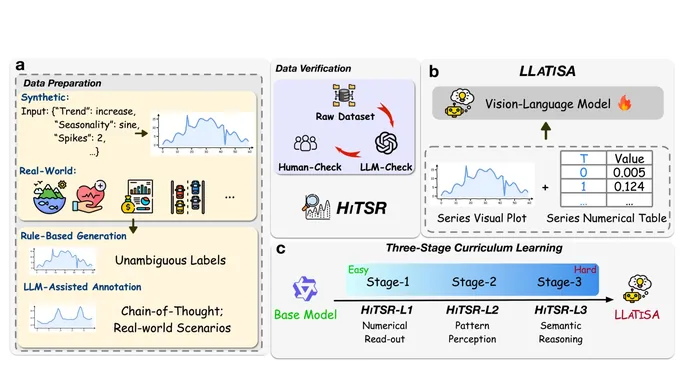 a
Data Preparation
Synthetic:
Input: {“Trend”: increase,
“Seasonality”: sine,
“Spikes”: 2,
...}
Real-World:
...
Rule-Based Generation
Unambiguous Labels
LLM-Assisted Annotation
Chain-of-Thought;
Real-world Scenarios
Data Verification
Raw Dataset
Human-Check
LLM-Check
HiTSR
b
LLaTiSA
Vision-Language Model
+
T Value
0 0.005
1 0.124
... ...
Series Visual Plot
Series Numerical Table
c
Three-Stage Curriculum Learning
Easy
Hard
Stage-1
Stage-2
Stage-3
Base Model
HiTSR-L1
HiTSR-L2
HiTSR-L3
LLaTiSA
Numerical
Read-out
Pattern
Perception
Semantic
Reasoning